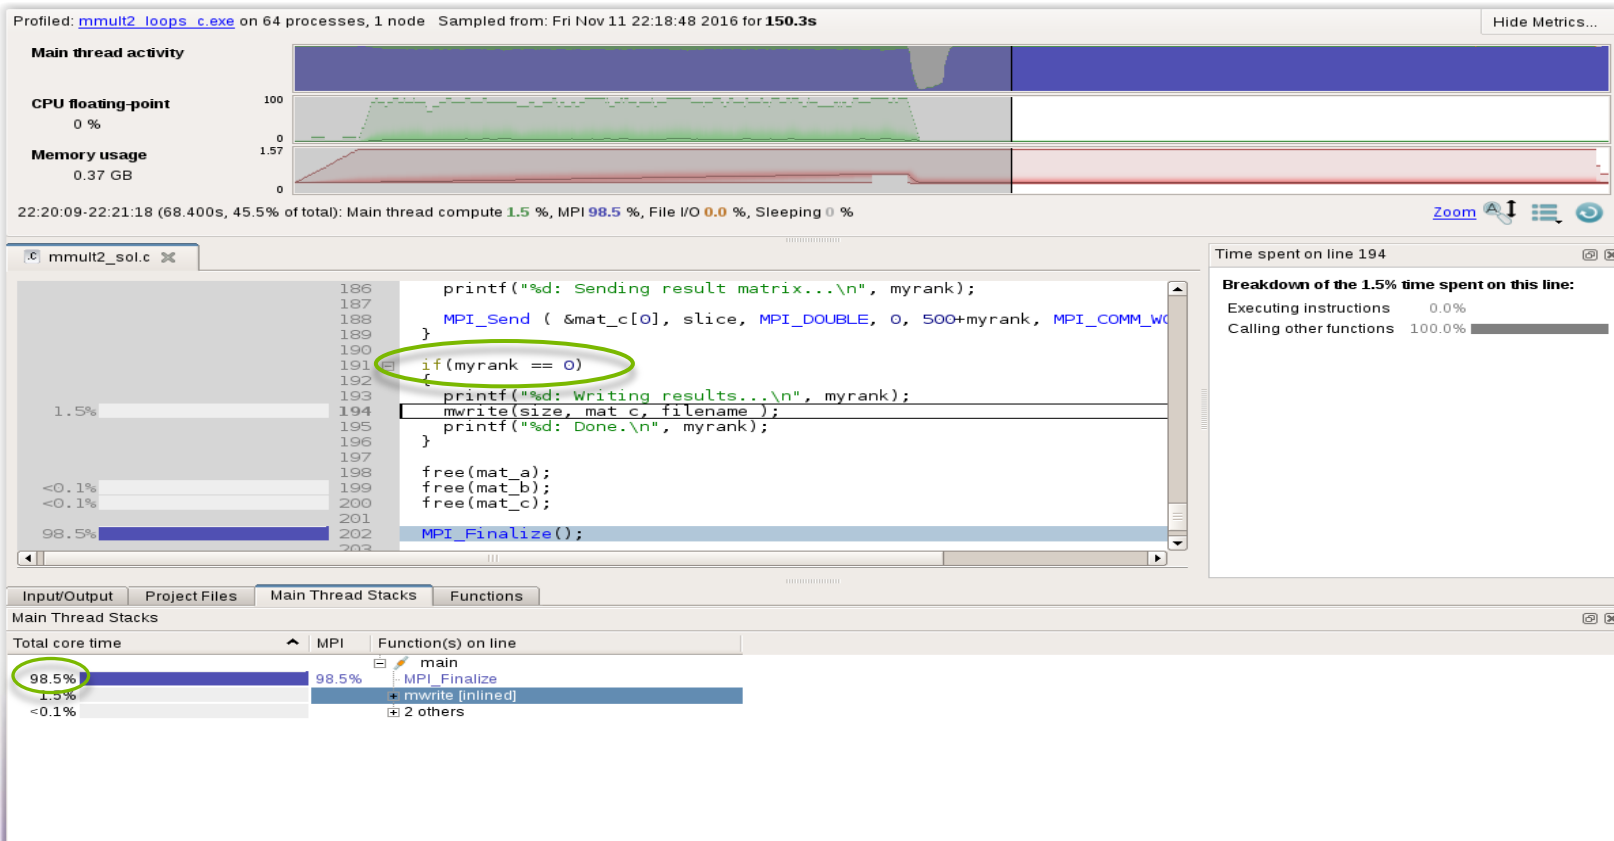 Profiled: mmult2_loops_c.exe on 64 processes, 1 node Sampled from: Fri Nov 11 22:18:48 2016 for 150.3s
Hide Metrics...
Main thread activity
CPU floating-point
0 %
100
0
Memory usage
0.37 GB
1.57
0
22:20:09-22:21:18 (68.400s, 45.5% of total): Main thread compute 1.5 %, MPI 98.5 %, File I/O 0.0 %, Sleeping 0 %
Zoom
mmult2_sol.c
186 printf("%d: Sending result matrix...\n", myrank);
187
188 MPI_Send ( &mat_c[0], slice, MPI_DOUBLE, 0, 500+myrank, MPI_COMM_WO
189 }
190
191 if(myrank == 0)
192 {
193 printf("%d: Writing results...\n", myrank);
1.5% 194 mwrite(size, mat_c, filename );
195 printf("%d: Done.\n", myrank);
196 }
197
198 free(mat_a);
<0.1% 199 free(mat_b);
<0.1% 200 free(mat_c);
201
98.5% 202 MPI_Finalize();
203
Time spent on line 194
Breakdown of the 1.5% time spent on this line:
Executing instructions 0.0%
Calling other functions 100.0%
Input/Output Project Files Main Thread Stacks Functions
Main Thread Stacks
Total core time MPI Function(s) on line
main
98.5% 98.5% MPI_Finalize
1.5% mwrite [inlined]
<0.1% 2 others